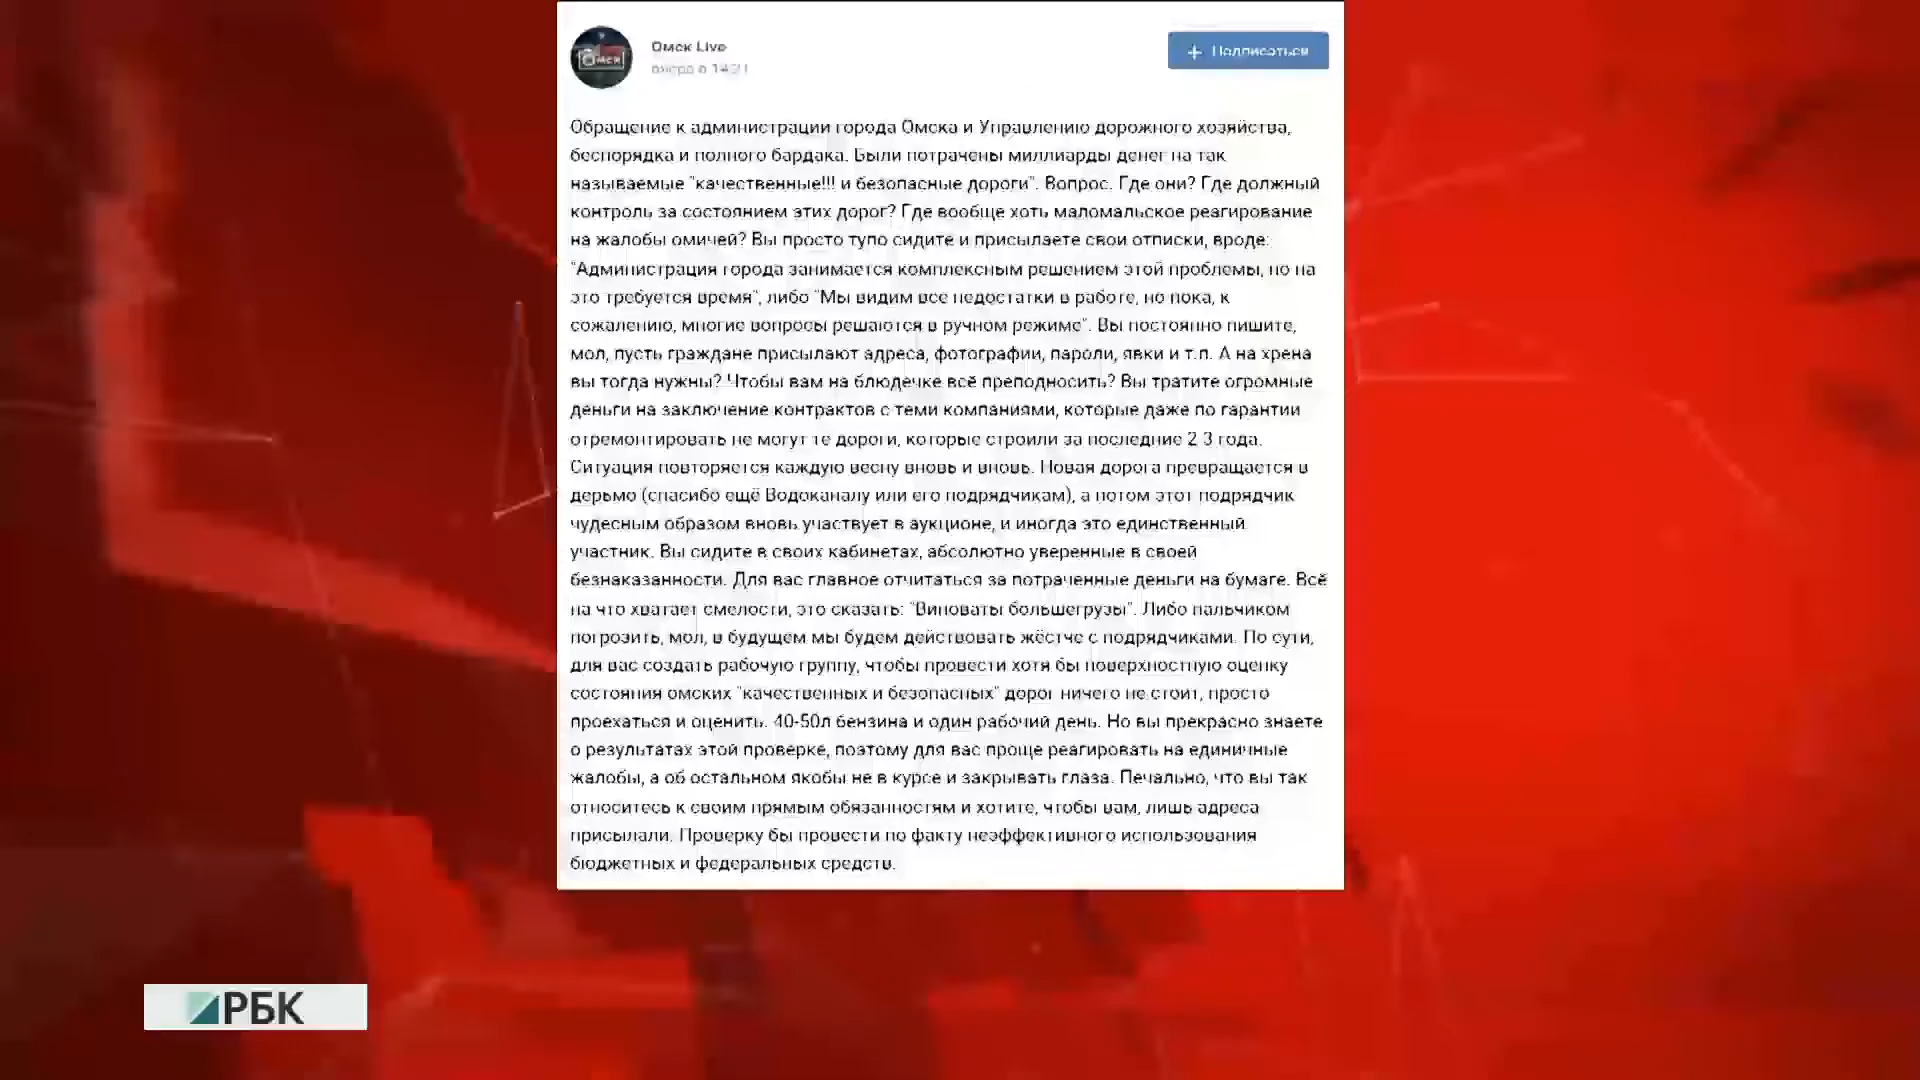 Омск Live
Подписаться
Обращение к администрации города Омска и Управлению дорожного хозяйства,
беспорядка и полного бардака. Были потрачены миллиарды денег на так
называемые "качественные!!! и безопасные дороги". Вопрос. Где они? Где должный
контроль за состоянием этих дорог? Где вообще хоть маломальское реагирование
на жалобы омичей? Вы просто тупо сидите и присылаете свои отписки, вроде:
"Администрация города занимается комплексным решением этой проблемы, но на
это требуется время", либо "Мы видим все недостатки в работе, но пока, к
сожалению, многие вопросы решаются в ручном режиме". Вы постоянно пишите,
мол, пусть граждане присылают адреса, фотографии, пароли, явки и т.п. А на хрена
вы тогда нужны? Чтобы вам на блюдечке всё преподносить? Вы тратите огромные
деньги на заключение контрактов с теми компаниями, которые даже по гарантии
отремонтировать не могут те дороги, которые строили за последние 2-3 года.
Ситуация повторяется каждую весну вновь и вновь. Новая дорога превращается в
дерьмо (спасибо ещё Водоканалу или его подрядчикам), а потом этот подрядчик
чудесным образом вновь участвует в аукционе, и иногда это единственный
участник. Вы сидите в своих кабинетах, абсолютно уверенные в своей
безнаказанности. Для вас главное отчитаться за потраченные деньги на бумаге. Всё
на что хватает смелости, это сказать: "Виноваты большегрузы". Либо пальчиком
погрозить, мол, в будущем мы будем действовать жёстче с подрядчиками. По сути,
для вас создать рабочую группу, чтобы провести хотя бы поверхностную оценку
состояния омских "качественных и безопасных" дорог ничего не стоит, просто
проехаться и оценить. 40-50л бензина и один рабочий день. Но вы прекрасно знаете
о результатах этой проверке, поэтому для вас проще реагировать на единичные
жалобы, а об остальном якобы не в курсе и закрывать глаза. Печально, что вы так
относитесь к своим прямым обязанностям и хотите, чтобы вам, лишь адреса
присылали. Проверку бы провести по факту неэффективного использования
бюджетных и федеральных средств.
РБК